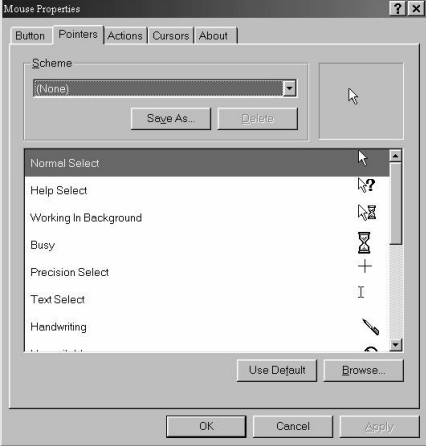 Mouse Properties
Button Pointers Actions Cursors About
Scheme
(None)
Save As... Delete
Normal Select
Help Select
Working In Background
Busy
Precision Select
Text Select
Handwriting
Use Default Browse...
OK Cancel Apply